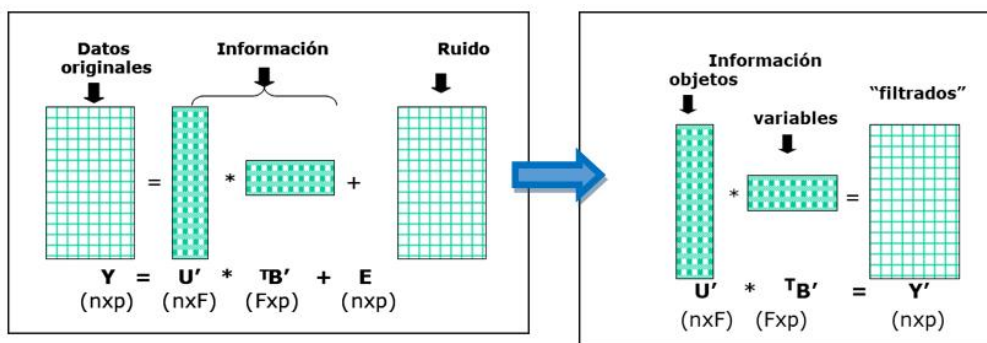 Datos originales
Información
Ruido
= * +
Y = U' * ᵀB' + E
(nxp) (nxF) (Fxp) (nxp)
Información
objetos
variables
“filtrados”
* =
U' * ᵀB' = Y'
(nxF) (Fxp) (nxp)